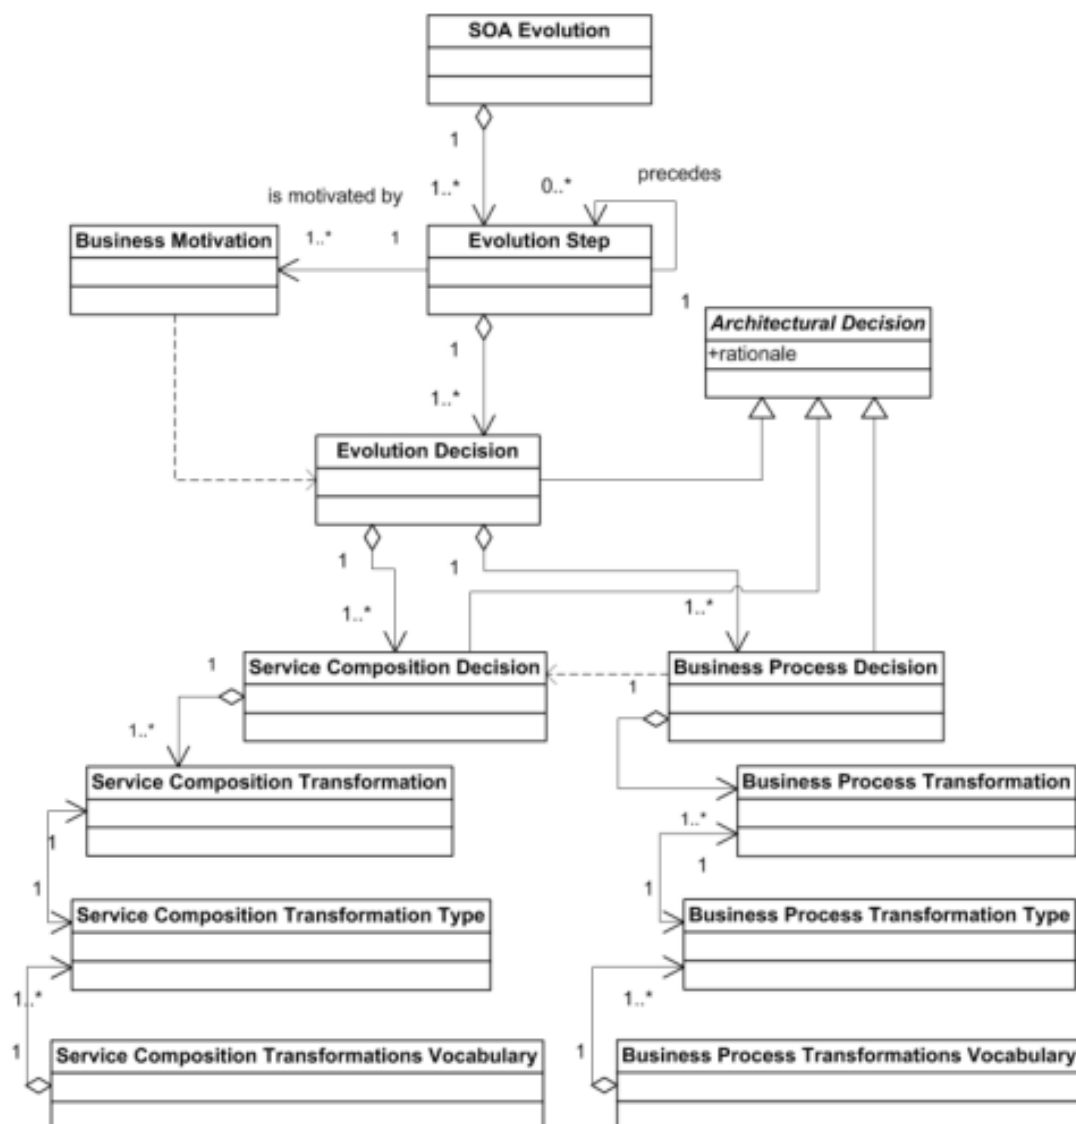 SOA Evolution
1
1..*
0..*
precedes
is motivated by
Business Motivation
1..*
1
Evolution Step
1
1
1..*
Architectural Decision
+rationale
Evolution Decision
1
1
1..*
1..*
1
Service Composition Decision
Business Process Decision
1
1..*
Service Composition Transformation
Business Process Transformation
1
1..*
1
1
1
Service Composition Transformation Type
Business Process Transformation Type
1..*
1..*
1
1
Service Composition Transformations Vocabulary
Business Process Transformations Vocabulary